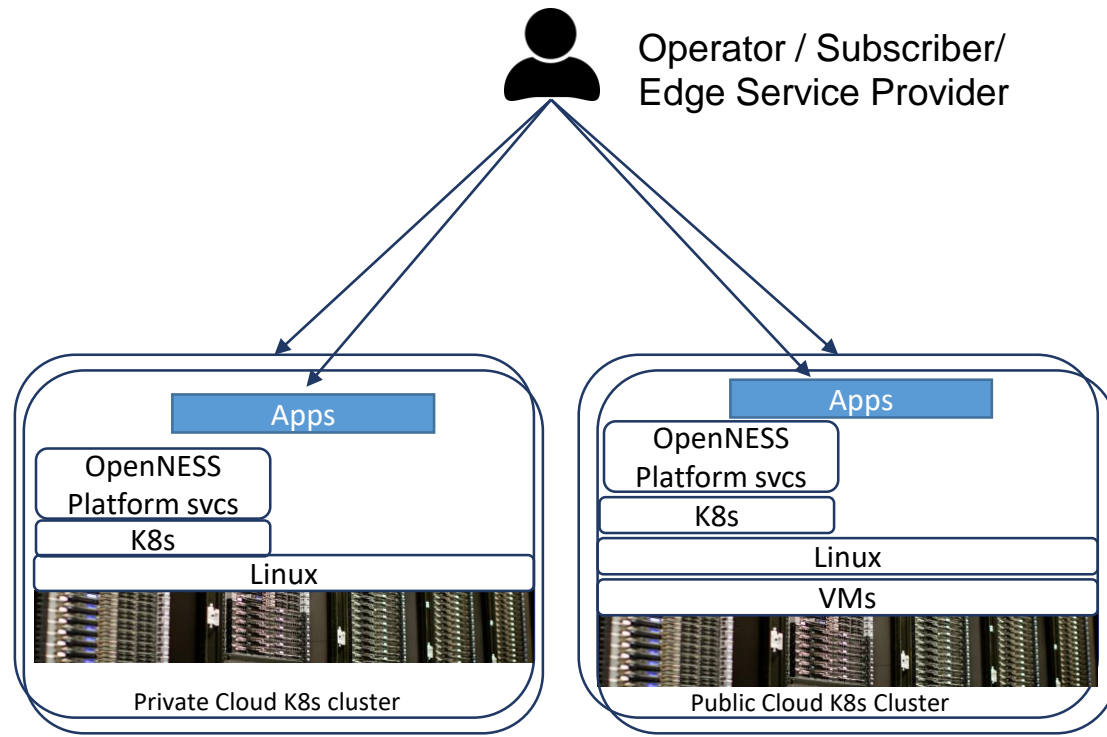 Operator / Subscriber/
Edge Service Provider
Apps
OpenNESS
Platform svcs
K8s
Linux
Private Cloud K8s cluster
Apps
OpenNESS
Platform svcs
K8s
Linux
VMs
Public Cloud K8s Cluster